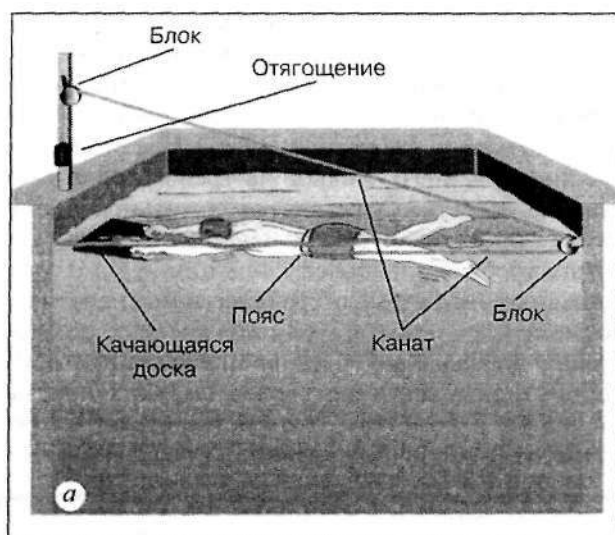 Блок
Отягощение
Пояс
Канат
Блок
Качающаяся
доска
а